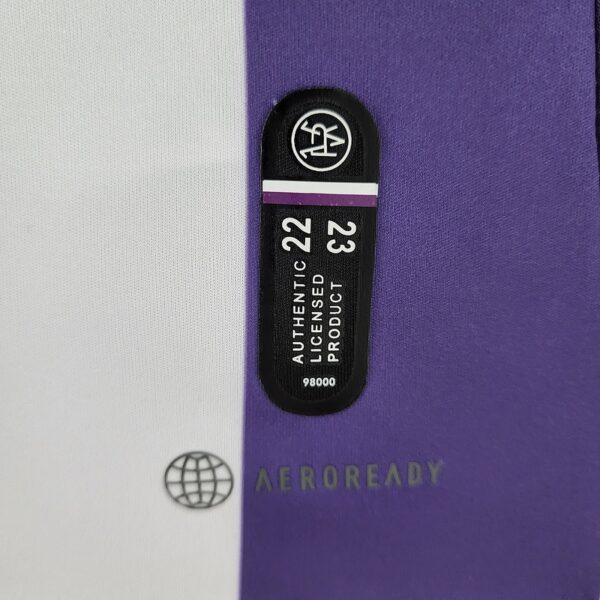 22
23
AUTHENTIC
LICENSED
PRODUCT
98000
AEROREADY